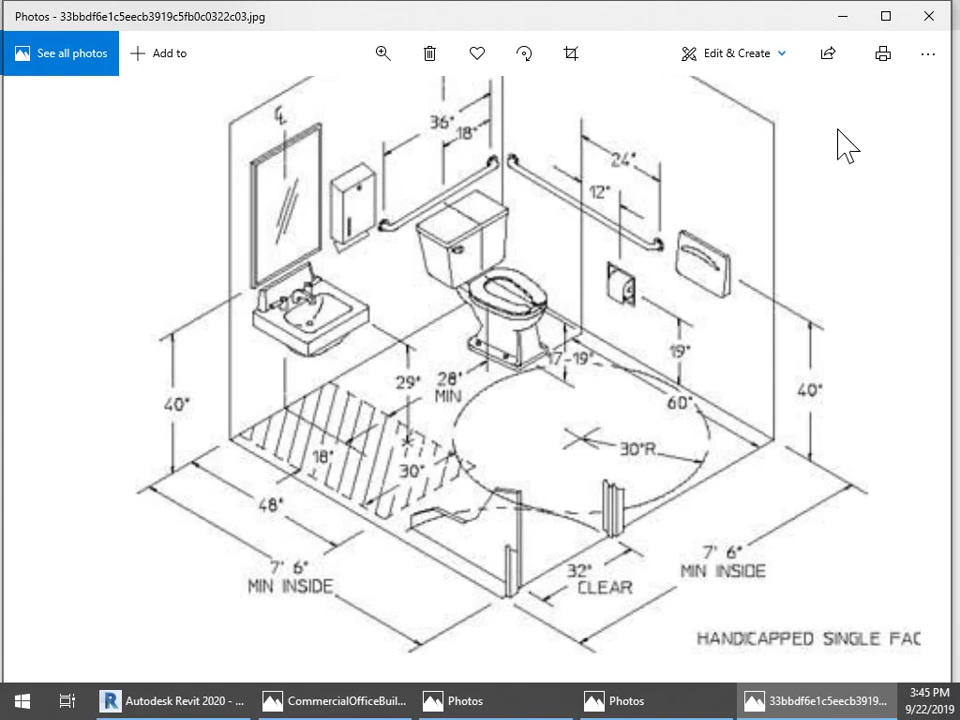 Photos - 33bbdf6e1c5eecb3919c5fb0c0322c03.jpg
See all photos
Add to
Edit & Create
℄
36"
18"
24"
12"
40"
29"
28"
MIN
17-19"
19"
60"
40"
18"
30"
30"R
48"
7' 6"
MIN INSIDE
32"
CLEAR
7' 6"
MIN INSIDE
HANDICAPPED SINGLE FAC
Autodesk Revit 2020 - ...
CommercialOfficeBuil...
Photos
Photos
33bbdf6e1c5eecb3919...
3:45 PM
9/22/2019